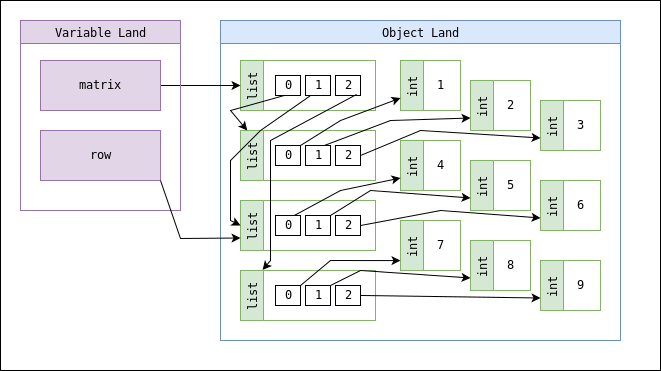 Variable Land
Object Land
matrix
row
list
0 1 2
int
1
int
2
int
3
list
0 1 2
int
4
int
5
int
6
list
0 1 2
int
7
int
8
int
9
list
0 1 2